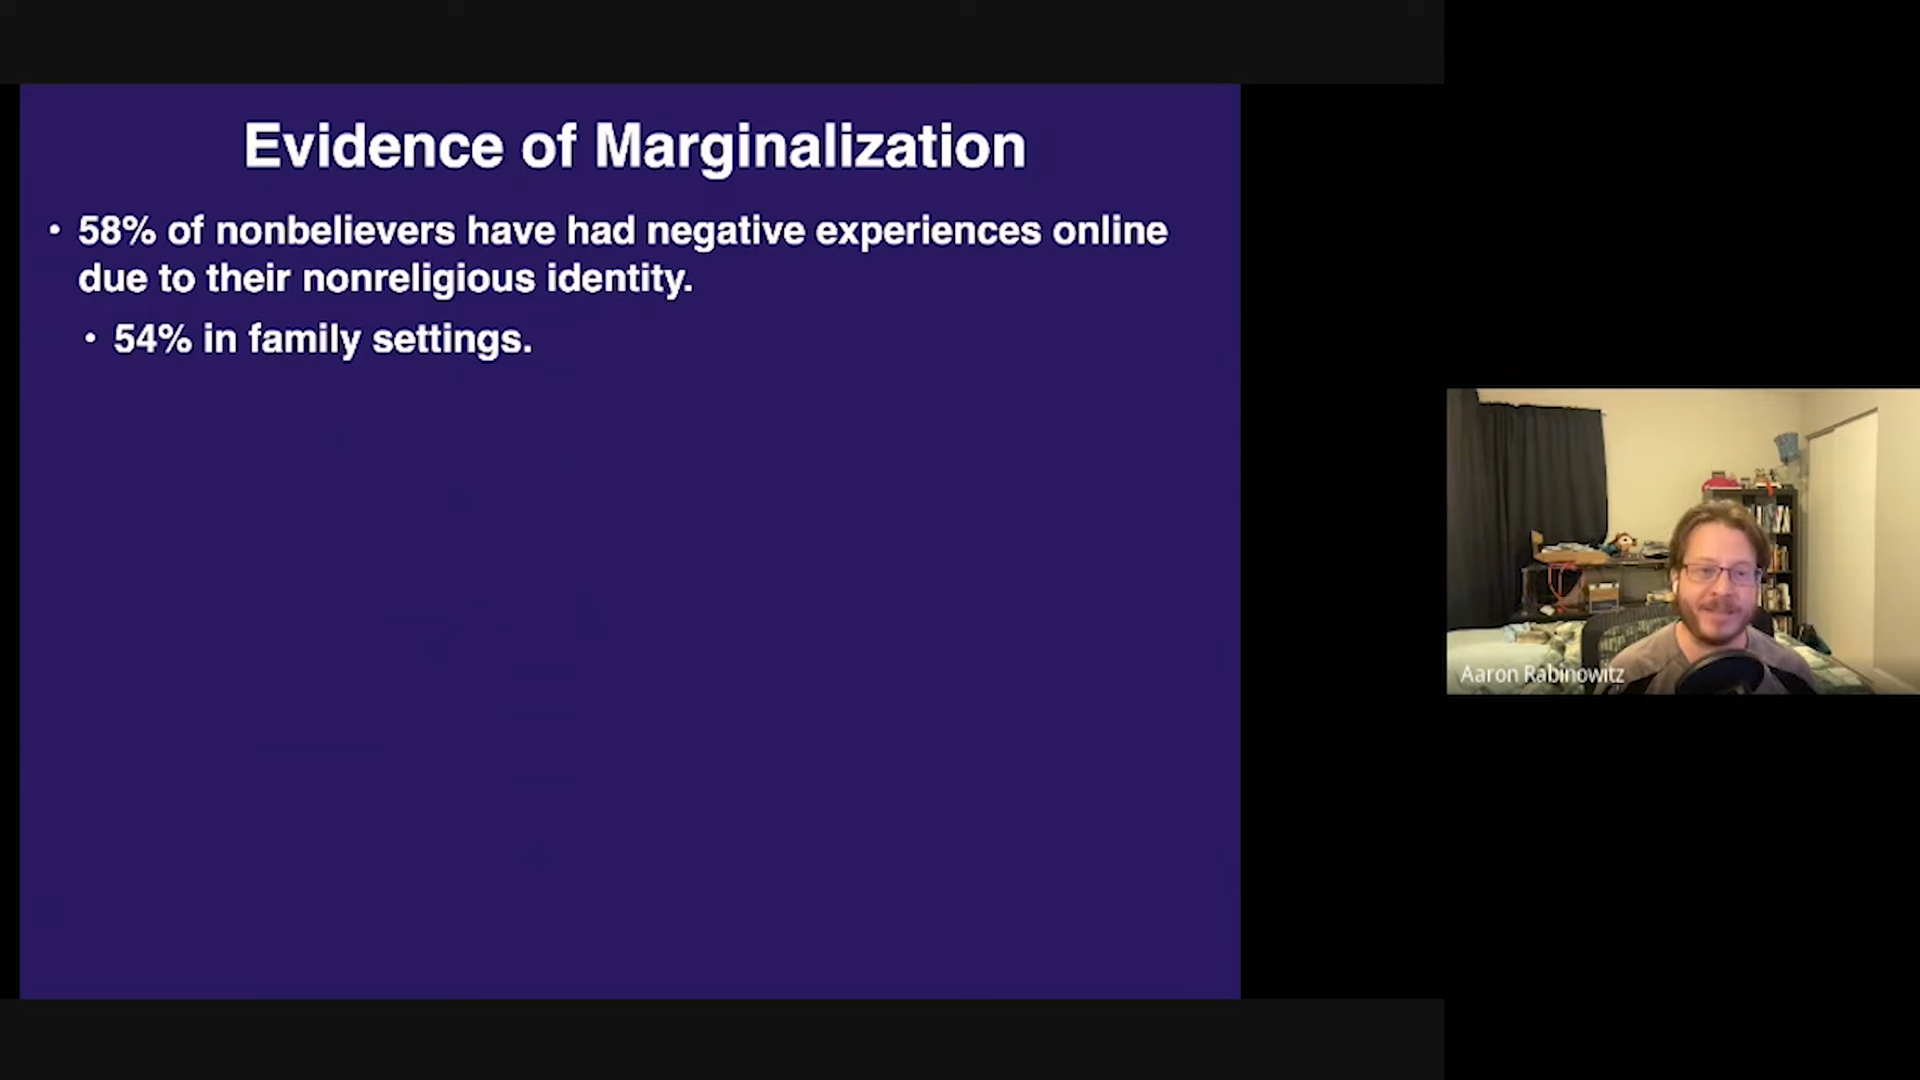 Evidence of Marginalization
• 58% of nonbelievers have had negative experiences online
due to their nonreligious identity.
• 54% in family settings.
Aaron Rabinowitz